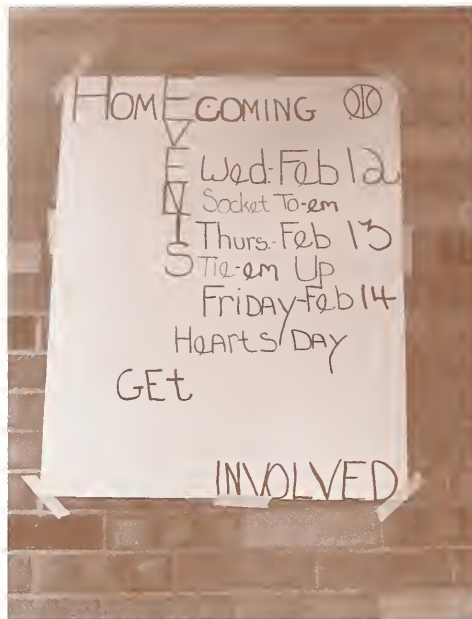 HOMECOMING
EVENTS
Wed-Feb 12
Socket To-em
Thurs-Feb 13
Tie-em Up
FRIDAY-Feb 14
HeARTS DAY
GEt
INVOLVED